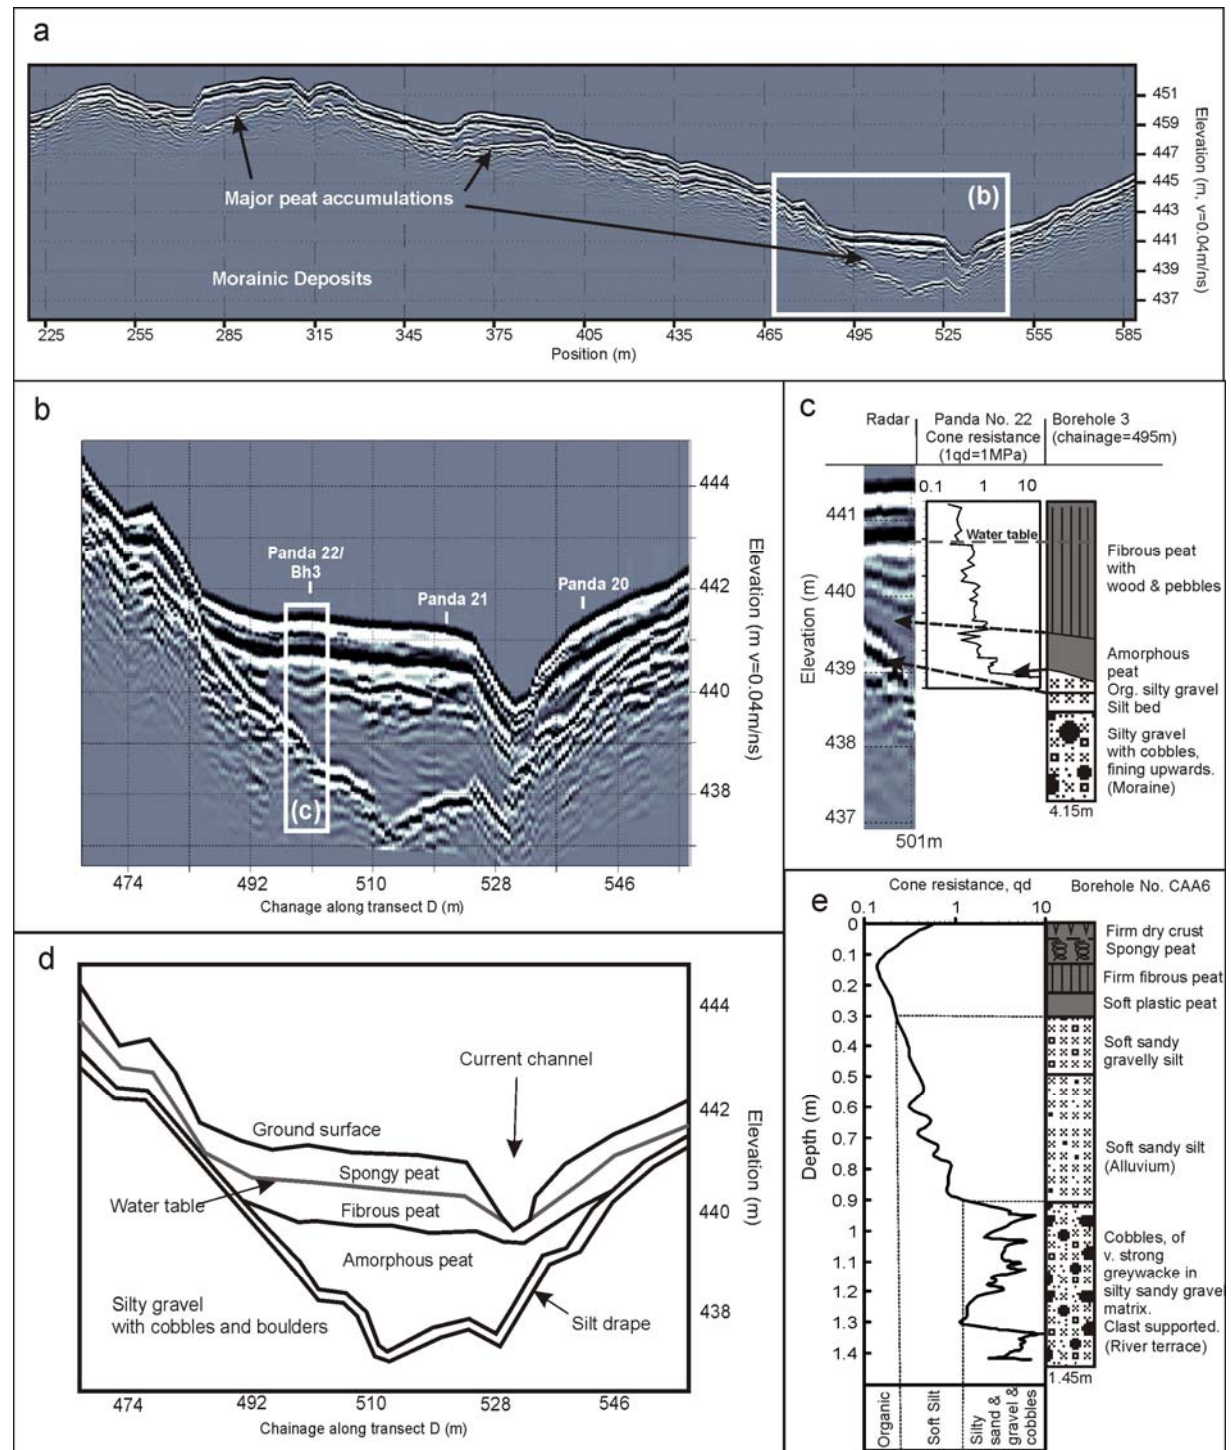 a
451
459
447
445
443
441
439
437
Elevation (m, v=0.04m/ns)
Major peat accumulations
(b)
Morainic Deposits
225 255 285 315 345 375 405 435 465 495 525 555 585
Position (m)
b
444
442
440
438
Elevation (m v=0.04m/ns)
Panda 22/
Bh3
Panda 21
Panda 20
(c)
474 492 510 528 546
Chanage along transect D (m)
c
Radar
Panda No. 22
Cone resistance
(1qd=1MPa)
Borehole 3
(chainage=495m)
0.1 1 10
441
440
439
438
437
Elevation (m)
Water table
Fibrous peat
with
wood & pebbles
Amorphous
peat
Org. silty gravel
Silt bed
Silty gravel
with cobbles,
fining upwards.
(Moraine)
4.15m
501m
d
444
442
440
438
Elevation (m)
Current channel
Ground surface
Spongy peat
Water table
Fibrous peat
Amorphous peat
Silty gravel
with cobbles and boulders
Silt drape
474 492 510 528 546
Chainage along transect D (m)
e
Cone resistance, qd
Borehole No. CAA6
0.1 1 10
0
0.1
0.2
0.3
0.4
0.5
0.6
0.7
0.8
0.9
1
1.1
1.2
1.3
1.4
Depth (m)
Firm dry crust
Spongy peat
Firm fibrous peat
Soft plastic peat
Soft sandy
gravelly silt
Soft sandy silt
(Alluvium)
Cobbles, of
v. strong
greywacke in
silty sandy gravel
matrix.
Clast supported.
(River terrace)
1.45m
Organic
Soft Silt
Silty
sand &
gravel &
cobbles